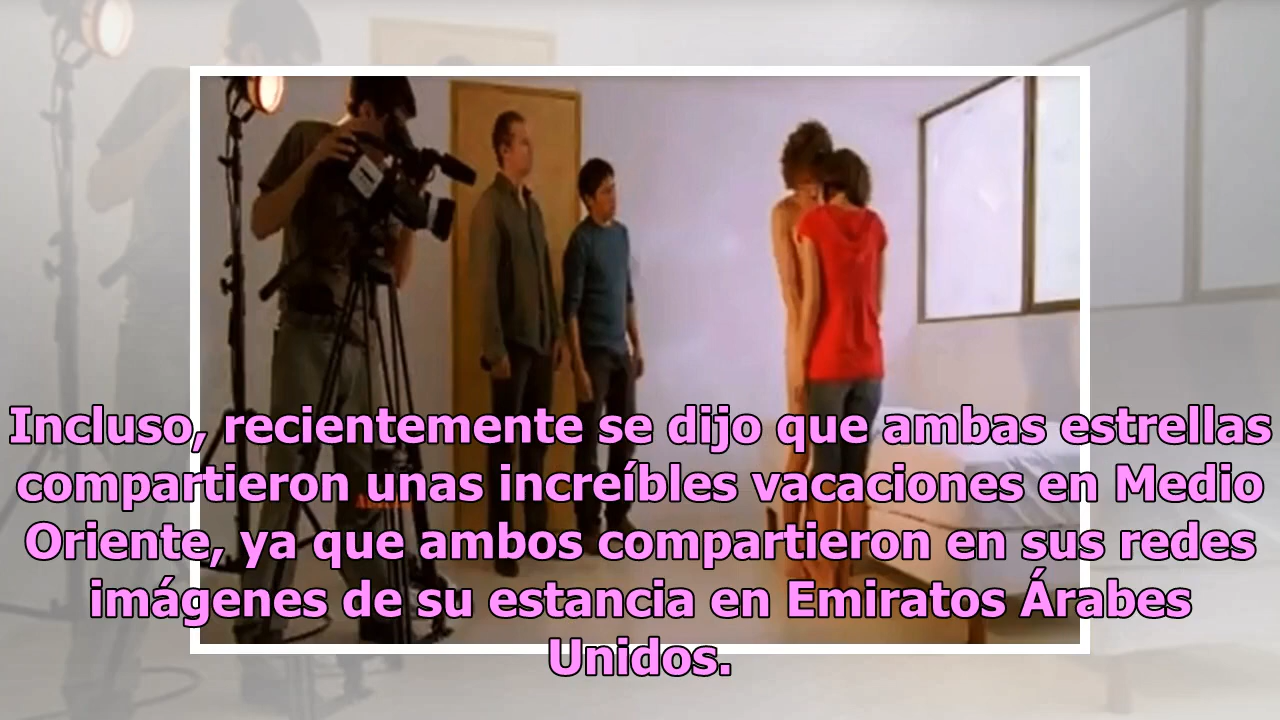 Incluso, recientemente se dijo que ambas estrellas
compartieron unas increíbles vacaciones en Medio
Oriente, ya que ambos compartieron en sus redes
imágenes de su estancia en Emiratos Árabes
Unidos.